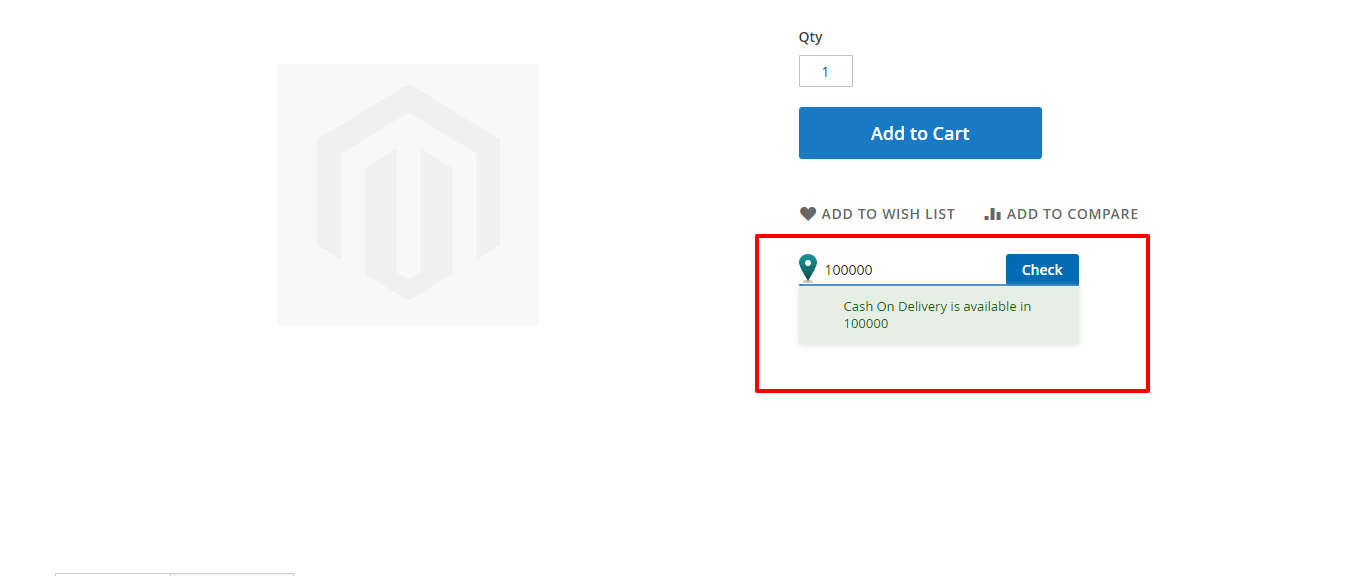 Qty
1
Add to Cart
ADD TO WISH LIST
ADD TO COMPARE
100000
Check
Cash On Delivery is available in
100000